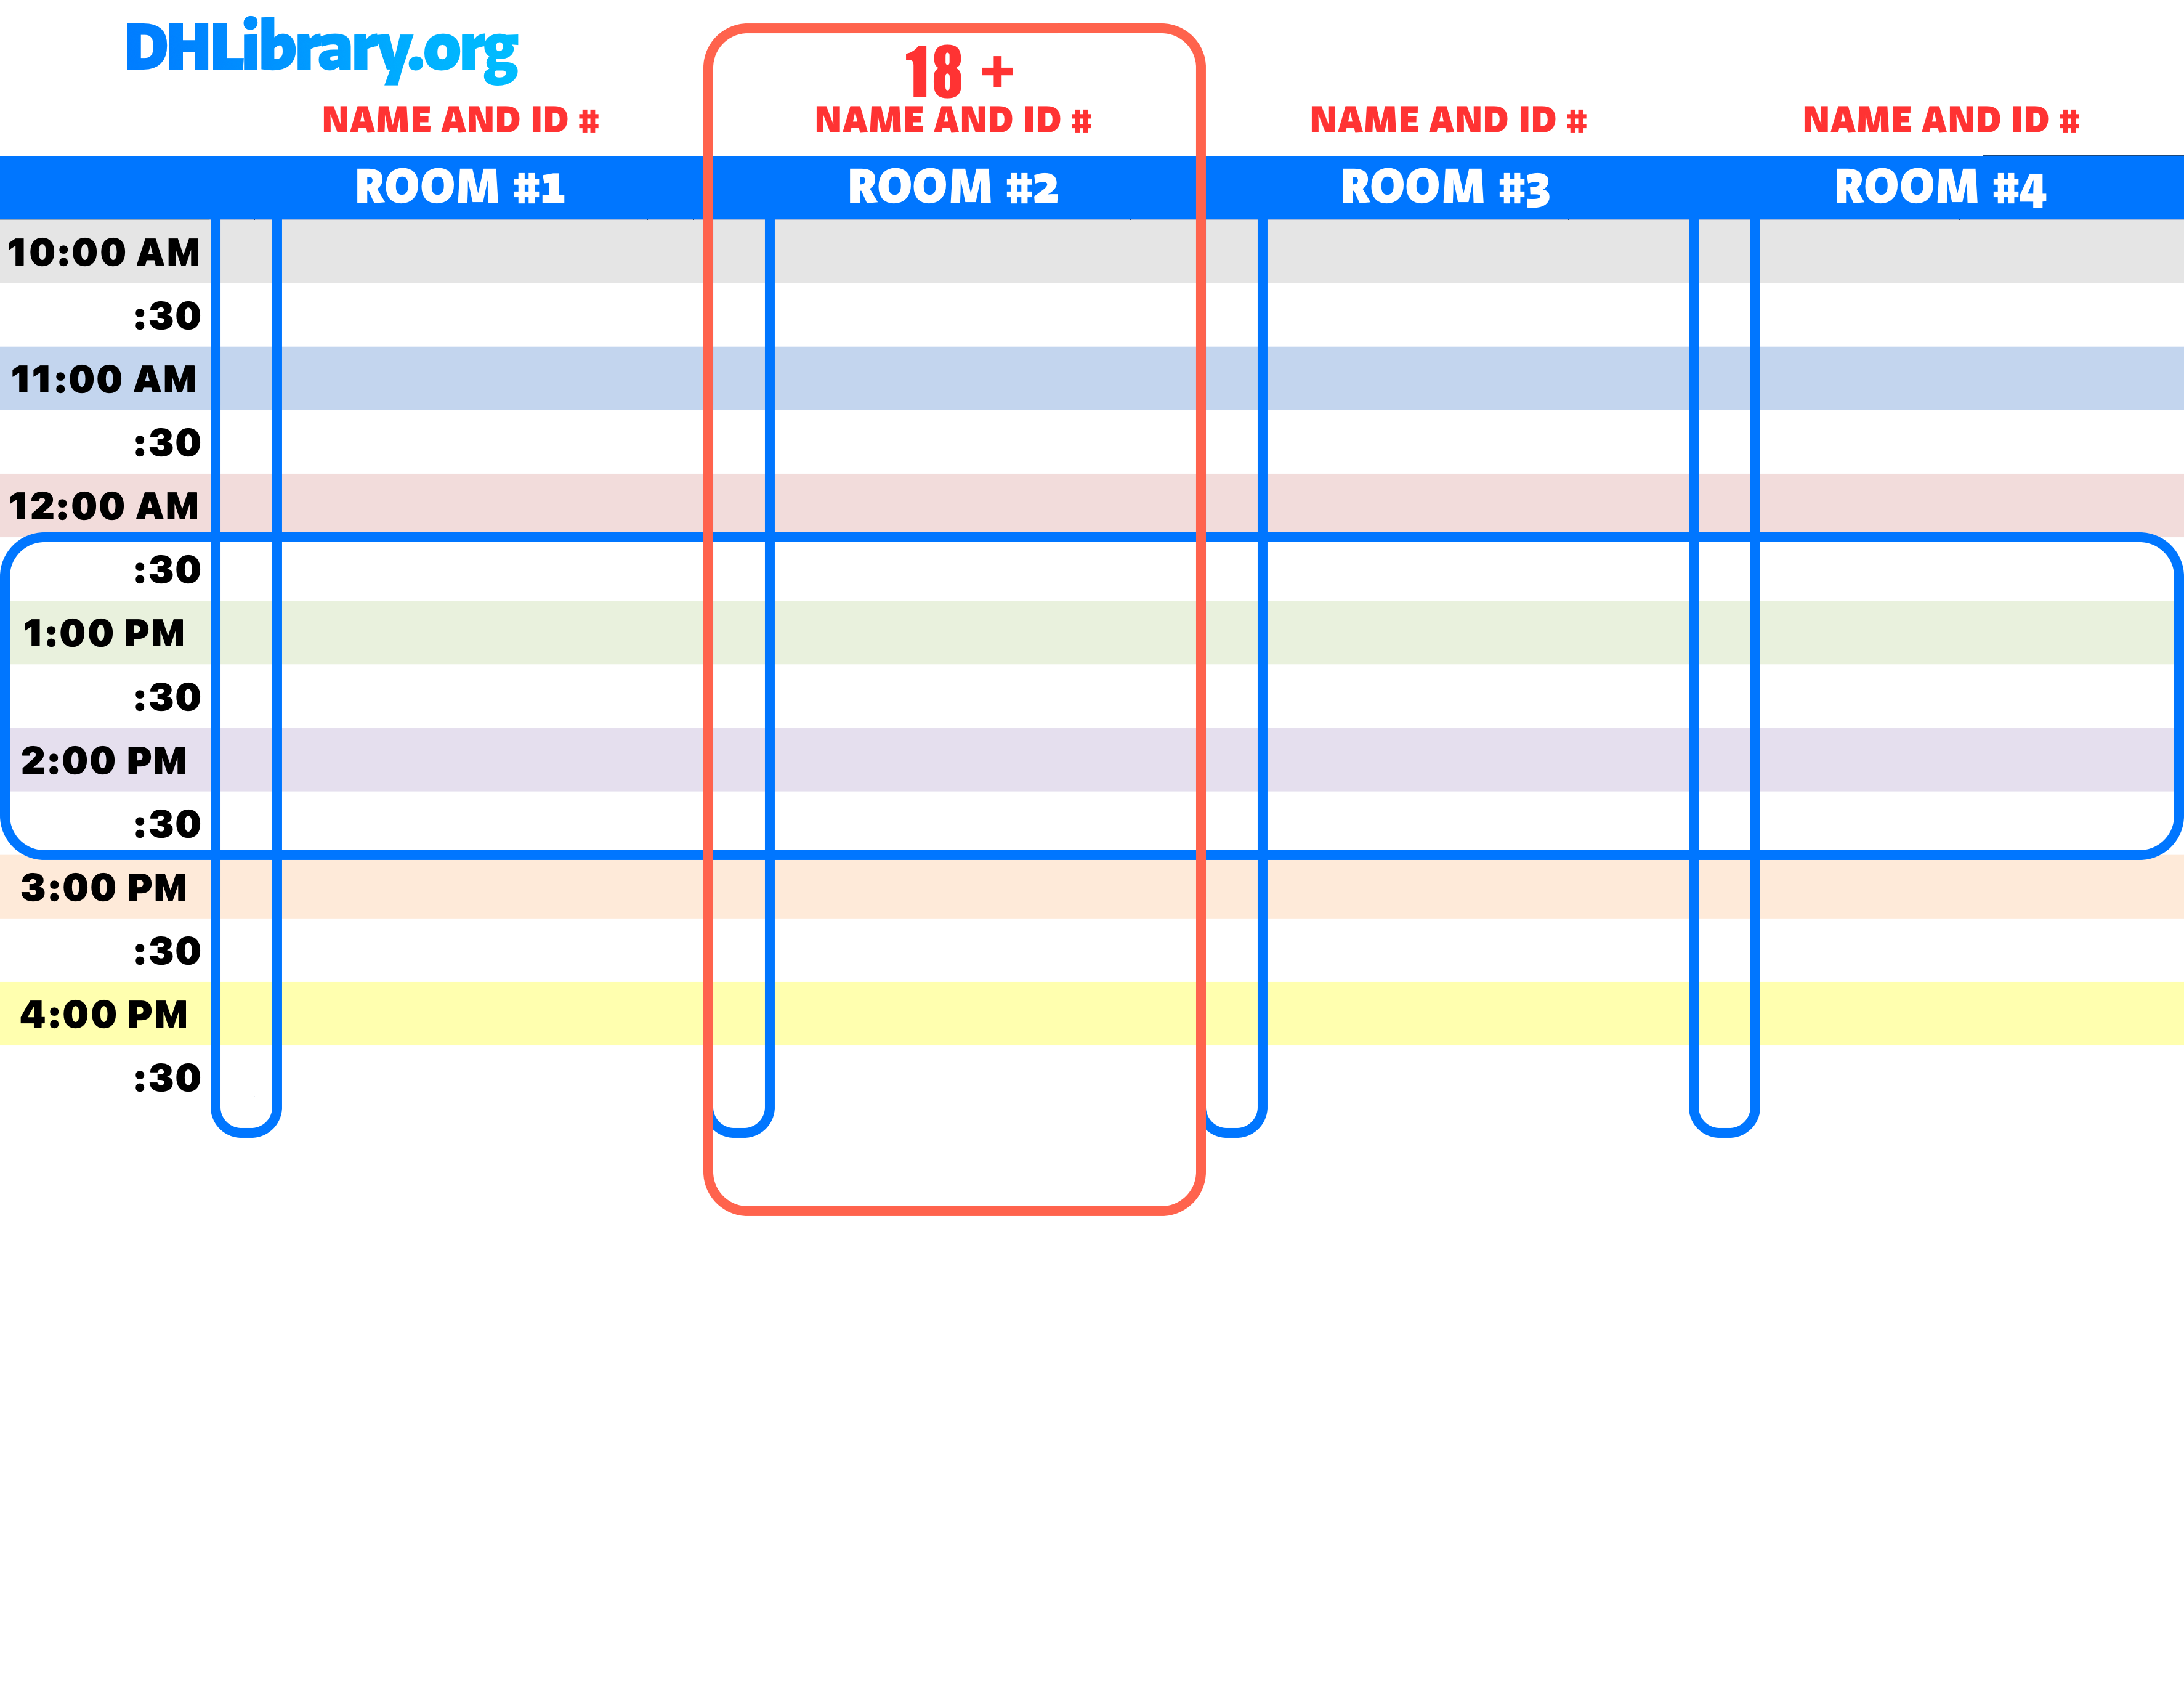 DHLibrary.org
18 +
NAME AND ID # NAME AND ID # NAME AND ID # NAME AND ID #
ROOM #1 ROOM #2 ROOM #3 ROOM #4
10:00 AM
:30
11:00 AM
:30
12:00 AM
:30
1:00 PM
:30
2:00 PM
:30
3:00 PM
:30
4:00 PM
:30